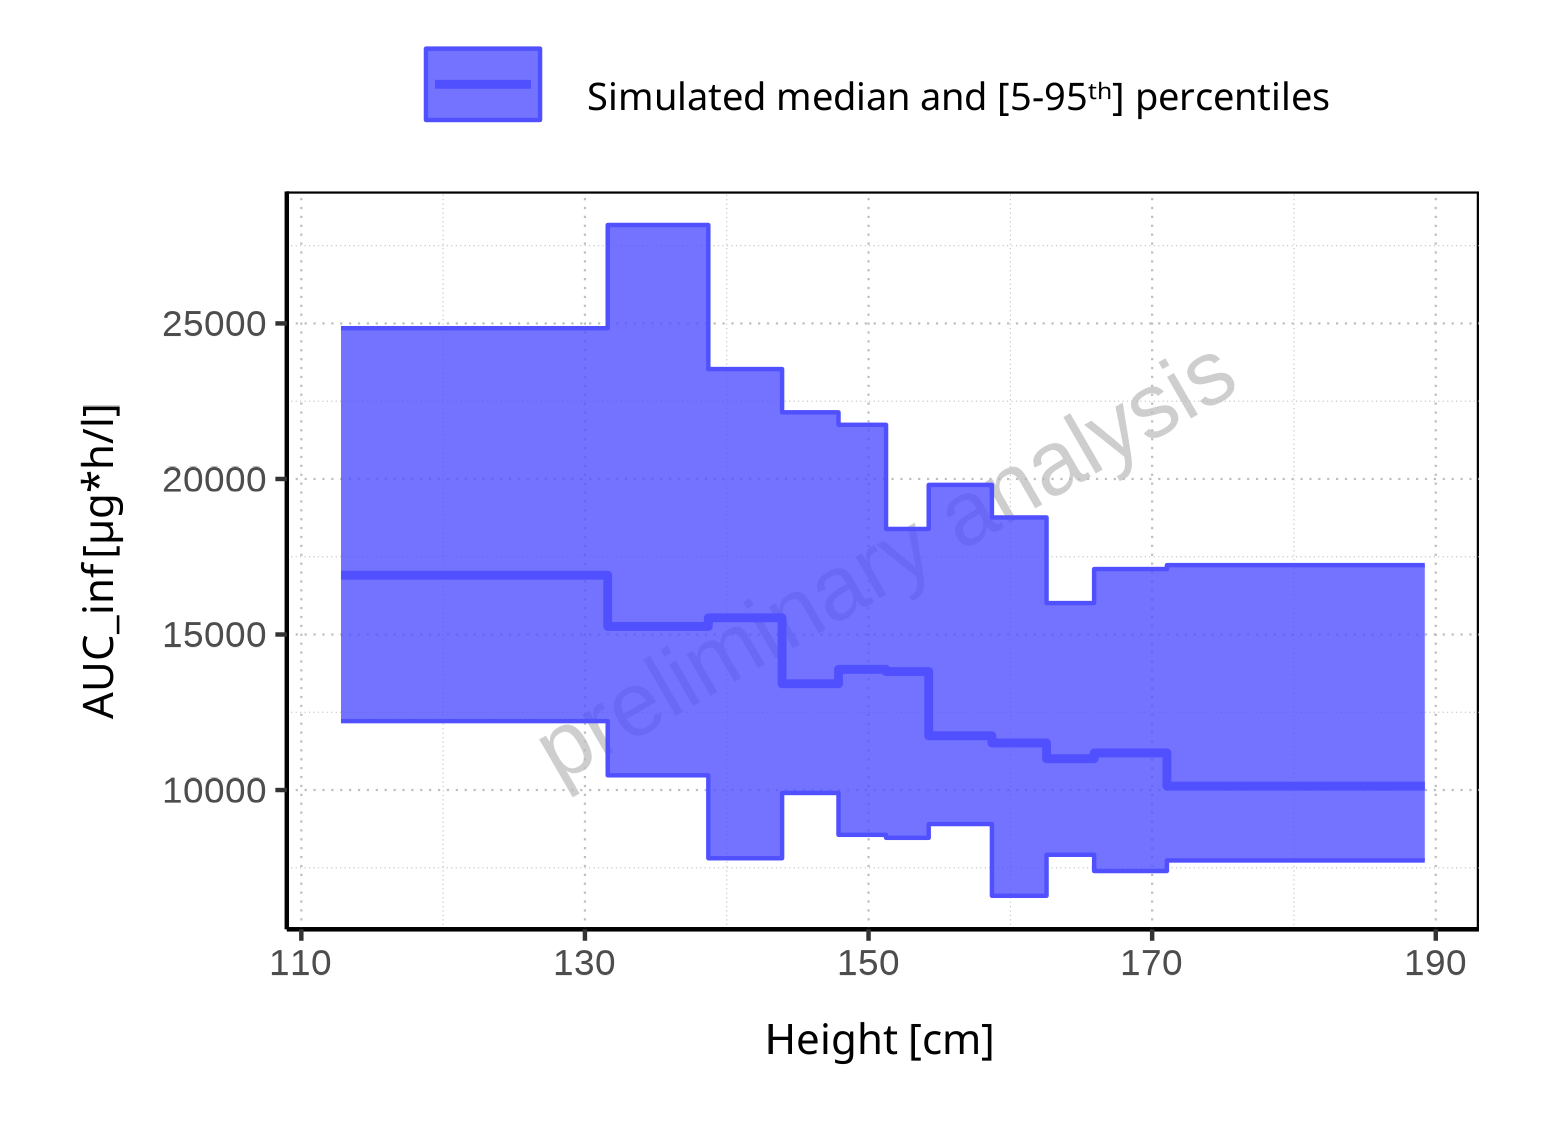 Simulated median and [5-95ᵗʰ] percentiles
25000
20000
15000
10000
AUC_inf[µg*h/l]
preliminary analysis
110 130 150 170 190
Height [cm]